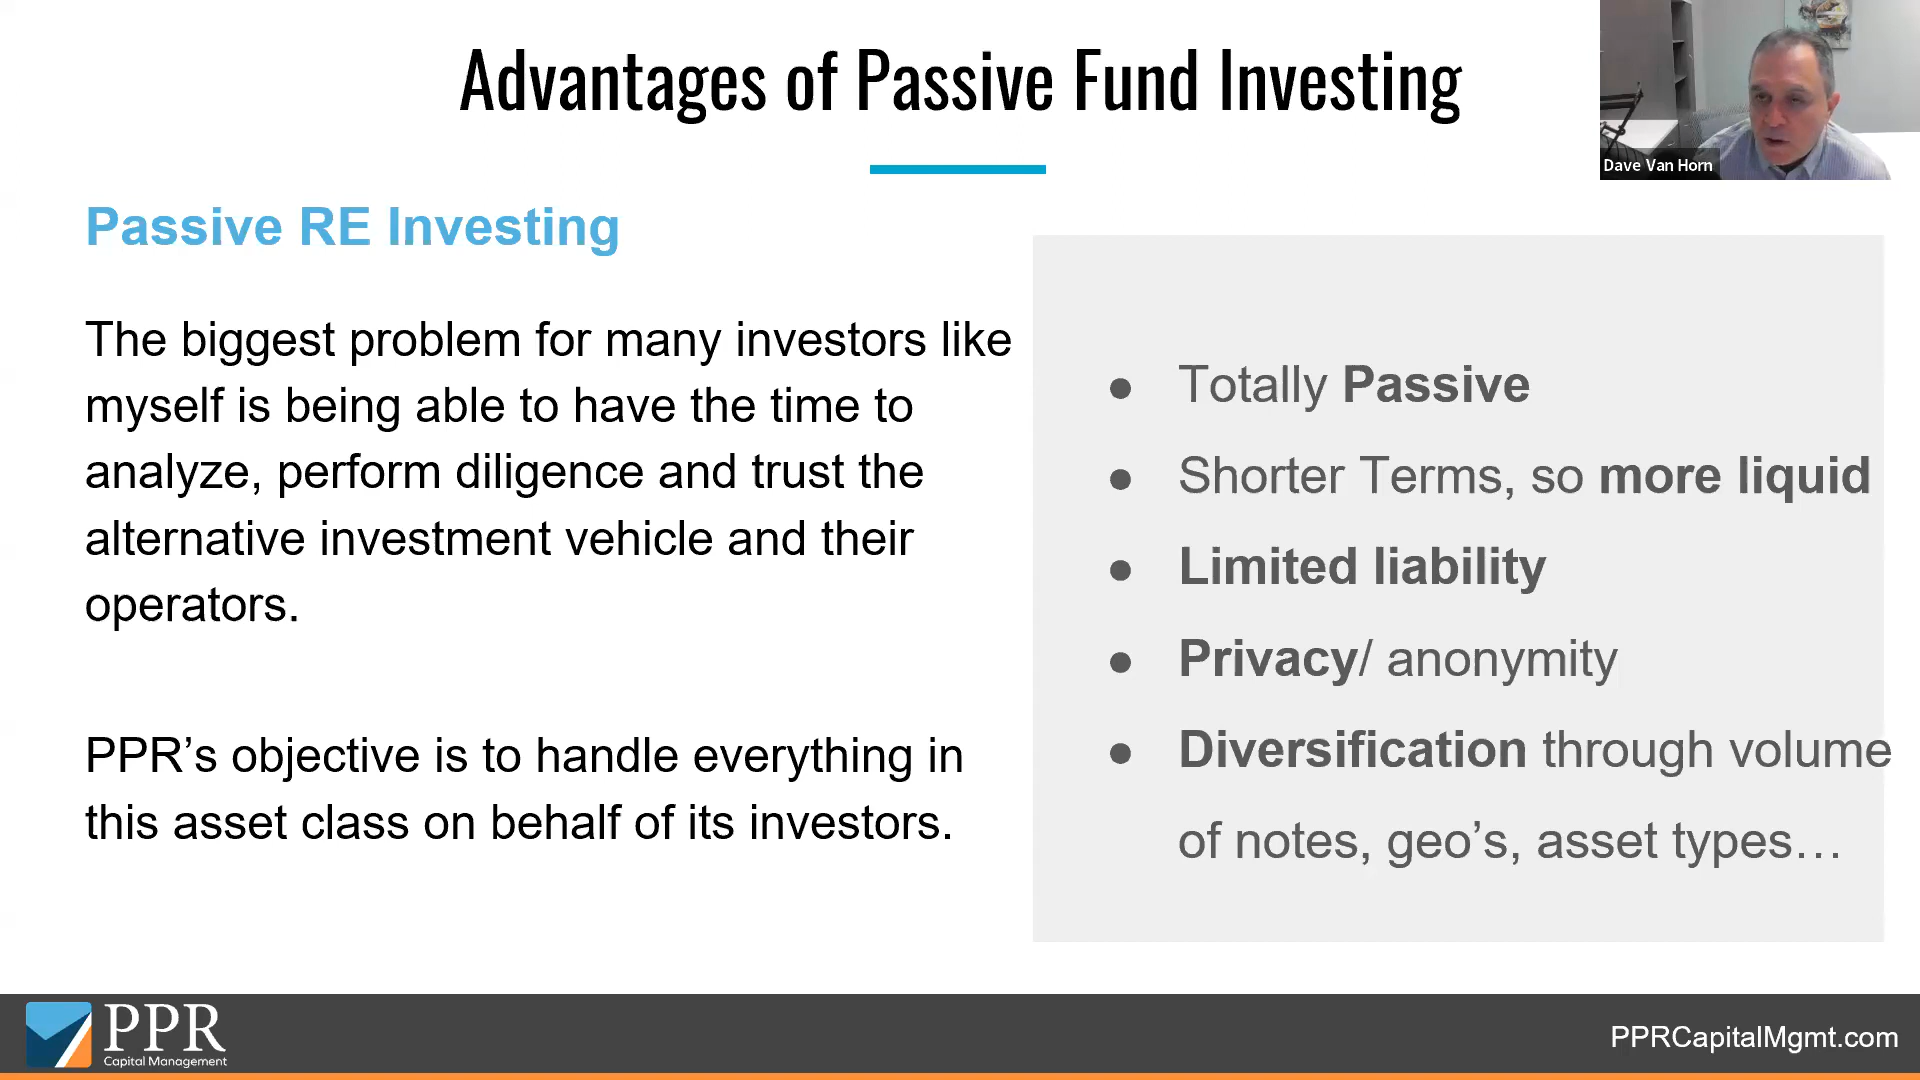 Advantages of Passive Fund Investing
Dave Van Horn
Passive RE Investing
The biggest problem for many investors like
myself is being able to have the time to
analyze, perform diligence and trust the
alternative investment vehicle and their
operators.
PPR’s objective is to handle everything in
this asset class on behalf of its investors.
● Totally Passive
● Shorter Terms, so more liquid
● Limited liability
● Privacy/ anonymity
● Diversification through volume
of notes, geo’s, asset types…
PPR
Capital Management
PPRCapitalMgmt.com